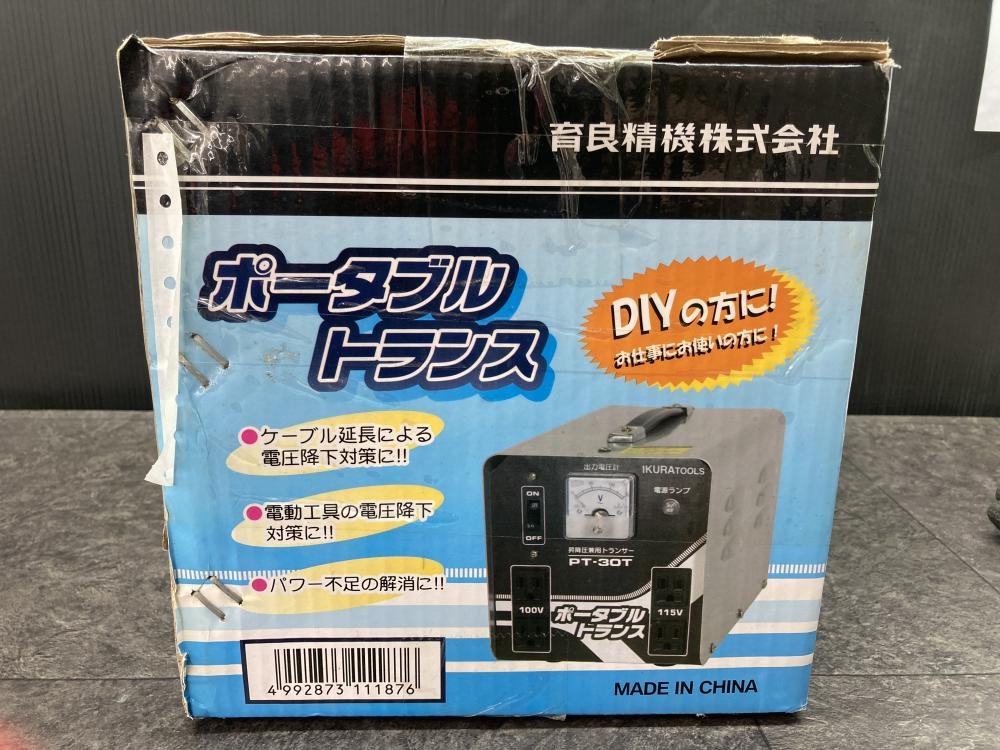 育良精機株式会社
ポータブル
トランス
DIYの方に!
お仕事にお使いの方に!
●ケーブル延長による
電圧降下対策に!!
●電動工具の電圧降下
対策に!!
●パワー不足の解消に!!
出力電圧計
IKURATOOLS
電源ランプ
ON
OFF
V
昇降圧兼用トランサー
PT-30T
100V
ポータブル
トランス
115V
4 992873 111876
MADE IN CHINA